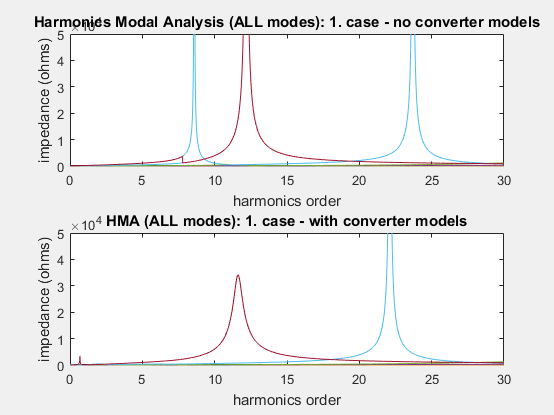 Harmonics Modal Analysis (ALL modes): 1. case - no converter models
5
4
3
2
1
0
impedance (ohms)
0 5 10 15 20 25 30
harmonics order
×10⁴ HMA (ALL modes): 1. case - with converter models
5
4
3
2
1
0
impedance (ohms)
0 5 10 15 20 25 30
harmonics order